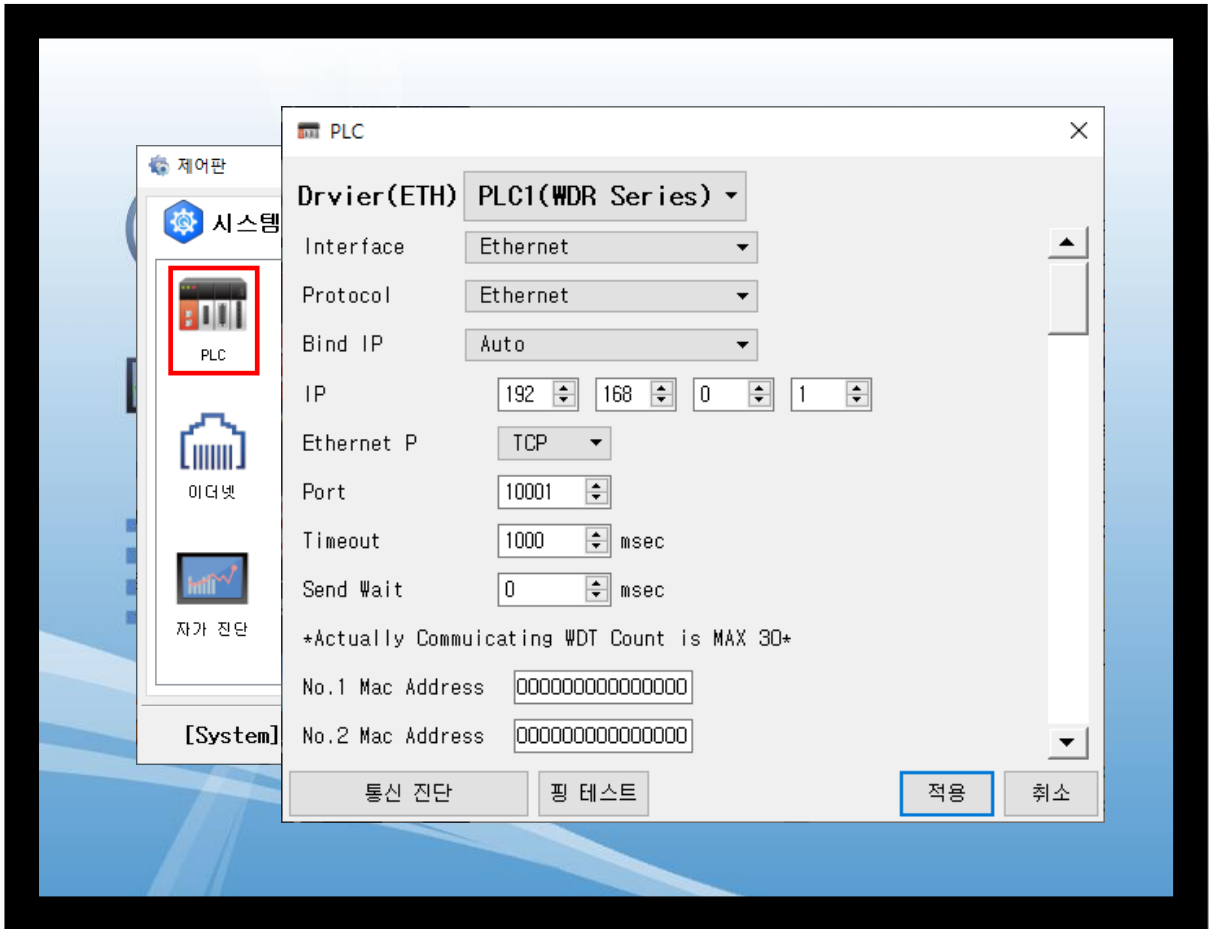 PLC
제어판
Drvier(ETH) PLC1(WDR Series)
시스템
Interface Ethernet
Protocol Ethernet
PLC
Bind IP Auto
IP 192 168 0 1
Ethernet P TCP
이더넷
Port 10001
Timeout 1000 msec
Send Wait 0 msec
자가 진단
*Actually Commuicating WDT Count is MAX 30*
No.1 Mac Address 000000000000000
[System]
No.2 Mac Address 000000000000000
통신 진단 핑 테스트 적용 취소